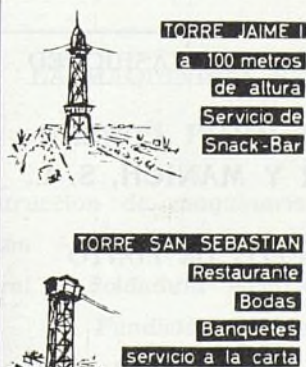 TORRE JAIME I
a 100 metros
de altura
Servicio de
Snack-Bar
Y MANICH, S.
TORRE SAN SEBASTIAN
Restaurante
Bodas
Banquetes
servicio a la carta